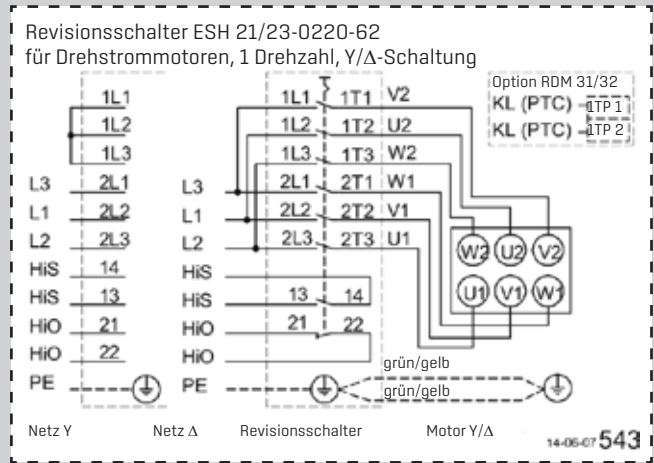 Revisionsschalter ESH 21/23-0220-62
für Drehstrommotoren, 1 Drehzahl, Y/Δ-Schaltung
Option RDM 31/32
1L1 1L1 1T1 V2 KL (PTC) 1TP 1
1L2 1L2 1T2 U2 KL (PTC) 1TP 2
1L3 1L3 1T3 W2
L3 2L1 L3 2L1 2T1 W1
L1 2L2 L1 2L2 2T2 V1
L2 2L3 L2 2L3 2T3 U1
W2 U2 V2
HiS 14 HiS
U1 V1 W1
HiS 13 HiS 13 14
HiO 21 HiO 21 22
HiO 22 HiO
grün/gelb
PE PE
grün/gelb
Netz Y Netz Δ Revisionsschalter Motor Y/Δ
14-06-07 543